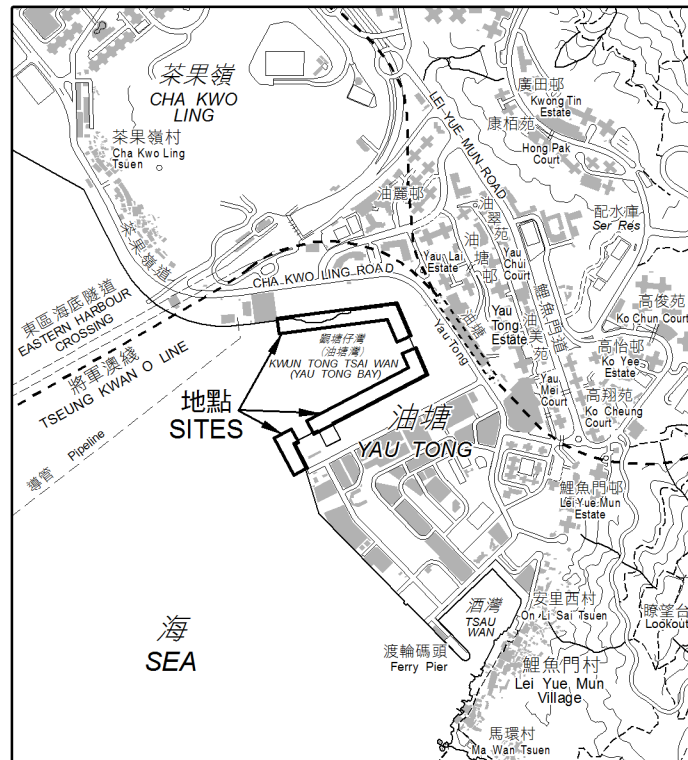 茶果嶺
CHA KWO
LING
茶果嶺村
Cha Kwo Ling
Tsuen
茶果嶺道
LEI YUE MUN ROAD
廣田邨
Kwong Tin
Estate
康栢苑
Hong Pak
Court
油麗邨
油翠苑
配水庫
Ser Res
油塘邨
Yau Lai
Estate
Yau
Chui
Court
CHA KWO LING ROAD
東區海底隧道
EASTERN HARBOUR
CROSSING
將軍澳綫
TSEUNG KWAN O LINE
導管 Pipeline
油塘
Yau Tong
Yau
Tong
Estate
鯉魚門道
油美苑
高俊苑
Ko Chun Court
高怡邨
Ko Yee
Estate
高翔苑
Ko Cheung
Court
Yau
Mei
Court
觀塘仔灣
(油塘灣)
KWUN TONG TSAI WAN
(YAU TONG BAY)
地點
SITES
油塘
YAU TONG
鯉魚門邨
Lei Yue Mun
Estate
酒灣
TSAU
WAN
安里西村
On Li Sai Tsuen
瞭望台
Lookout
渡輪碼頭
Ferry Pier
鯉魚門村
Lei Yue Mun
Village
海
SEA
馬環村
Ma Wan Tsuen